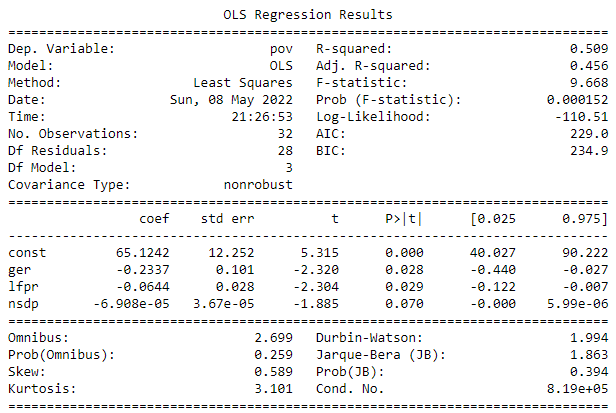 OLS Regression Results
==============================================================================
Dep. Variable:                    pov   R-squared:                       0.509
Model:                            OLS   Adj. R-squared:                  0.456
Method:                 Least Squares   F-statistic:                     9.668
Date:                Sun, 08 May 2022   Prob (F-statistic):           0.000152
Time:                        21:26:53   Log-Likelihood:                -110.51
No. Observations:                  32   AIC:                             229.0
Df Residuals:                      28   BIC:                             234.9
Df Model:                           3
Covariance Type:            nonrobust
==============================================================================
                 coef    std err          t      P>|t|      [0.025      0.975]
------------------------------------------------------------------------------
const         65.1242     12.252      5.315      0.000      40.027      90.222
ger           -0.2337      0.101     -2.320      0.028      -0.440      -0.027
lfpr          -0.0644      0.028     -2.304      0.029      -0.122      -0.007
nsdp       -6.908e-05   3.67e-05     -1.885      0.070      -0.000    5.99e-06
==============================================================================
Omnibus:                        2.699   Durbin-Watson:                   1.994
Prob(Omnibus):                  0.259   Jarque-Bera (JB):                1.863
Skew:                           0.589   Prob(JB):                        0.394
Kurtosis:                       3.101   Cond. No.                     8.19e+05
==============================================================================